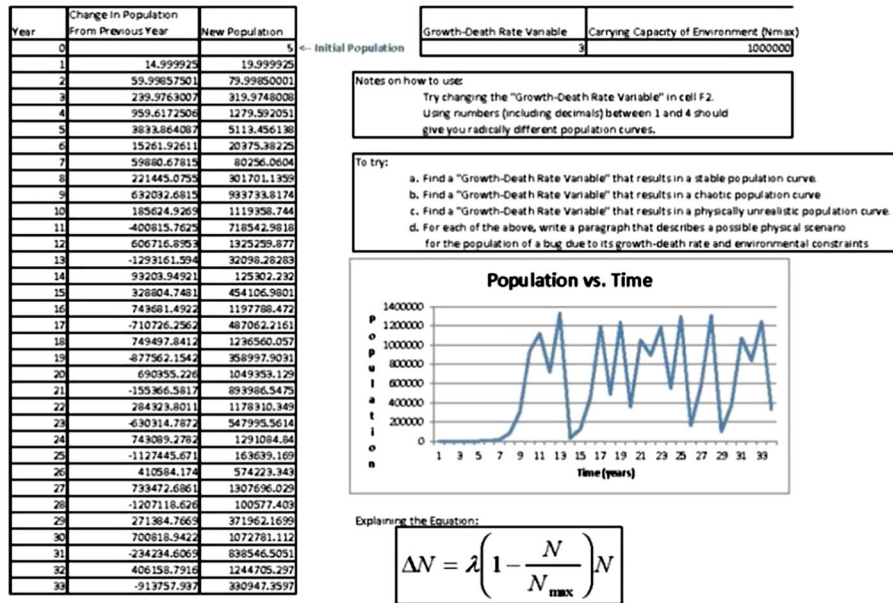 Year Change In Population From Previous Year New Population
0 5 <-- Initial Population
1 14.999925 19.999925
2 59.99857501 79.99850001
3 239.9763007 319.9748008
4 959.6172506 1279.592051
5 3833.864087 5113.456138
6 15261.92611 20375.38225
7 59880.67815 80256.0604
8 221445.0755 301701.1359
9 632032.6815 933733.8174
10 185624.9269 1119358.744
11 -400815.7625 718542.9818
12 606716.8953 1325259.877
13 -1293161.594 32098.28283
14 93203.94921 125302.232
15 328804.7481 454106.9801
16 743681.4922 1197788.472
17 -710726.2562 487062.2161
18 749497.8412 1236560.057
19 -877562.1542 358997.9031
20 690355.226 1049353.129
21 -155366.5817 893986.5475
22 284323.8011 1178310.349
23 -630314.7872 547995.5614
24 743089.2782 1291084.84
25 -1127445.671 163639.169
26 410584.174 574223.343
27 733472.6861 1307696.029
28 -1207118.626 100577.403
29 271384.7669 371962.1699
30 700818.9422 1072781.112
31 -234234.6069 838546.5051
32 406158.7916 1244705.297
33 -913757.937 330947.3597
Growth-Death Rate Variable Carrying Capacity of Environment (Nmax)
3 1000000
Notes on how to use:
Try changing the "Growth-Death Rate Variable" in cell F2.
Using numbers (including decimals) between 1 and 4 should
give you radically different population curves.
To try:
a. Find a "Growth-Death Rate Variable" that results in a stable population curve.
b. Find a "Growth-Death Rate Variable" that results in a chaotic population curve
c. Find a "Growth-Death Rate Variable" that results in a physically unrealistic population curve.
d. For each of the above, write a paragraph that describes a possible physical scenario
for the population of a bug due to its growth-death rate and environmental constraints
Population vs. Time
Population
1400000
1200000
1000000
800000
600000
400000
200000
0
1 3 5 7 9 11 13 15 17 19 21 23 25 27 29 31 33
Time (years)
Explaining the Equation:
ΔN = λ(1 − N/Nmax)N